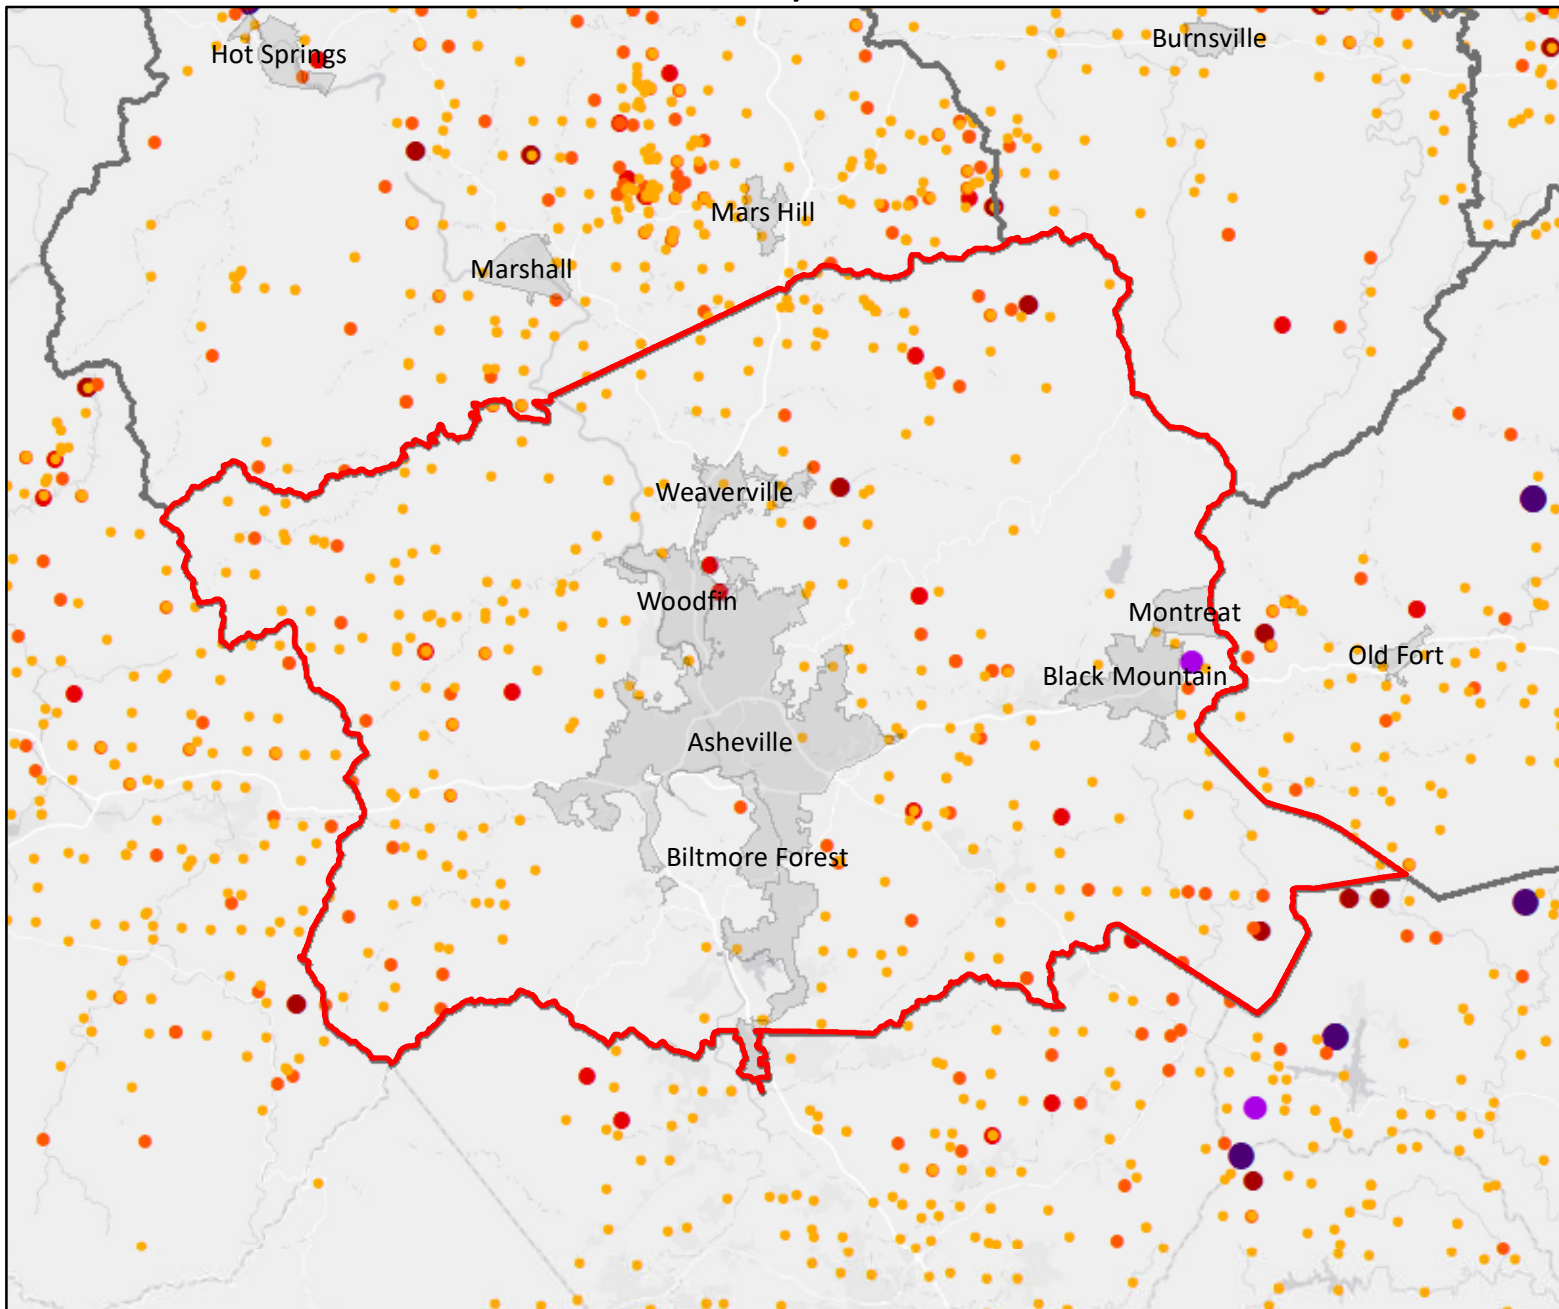 Burnsville
Hot Springs
Mars Hill
Marshall
Weaverville
Woodfin
Montreat
Old Fort
Black Mountain
Asheville
Biltmore Forest